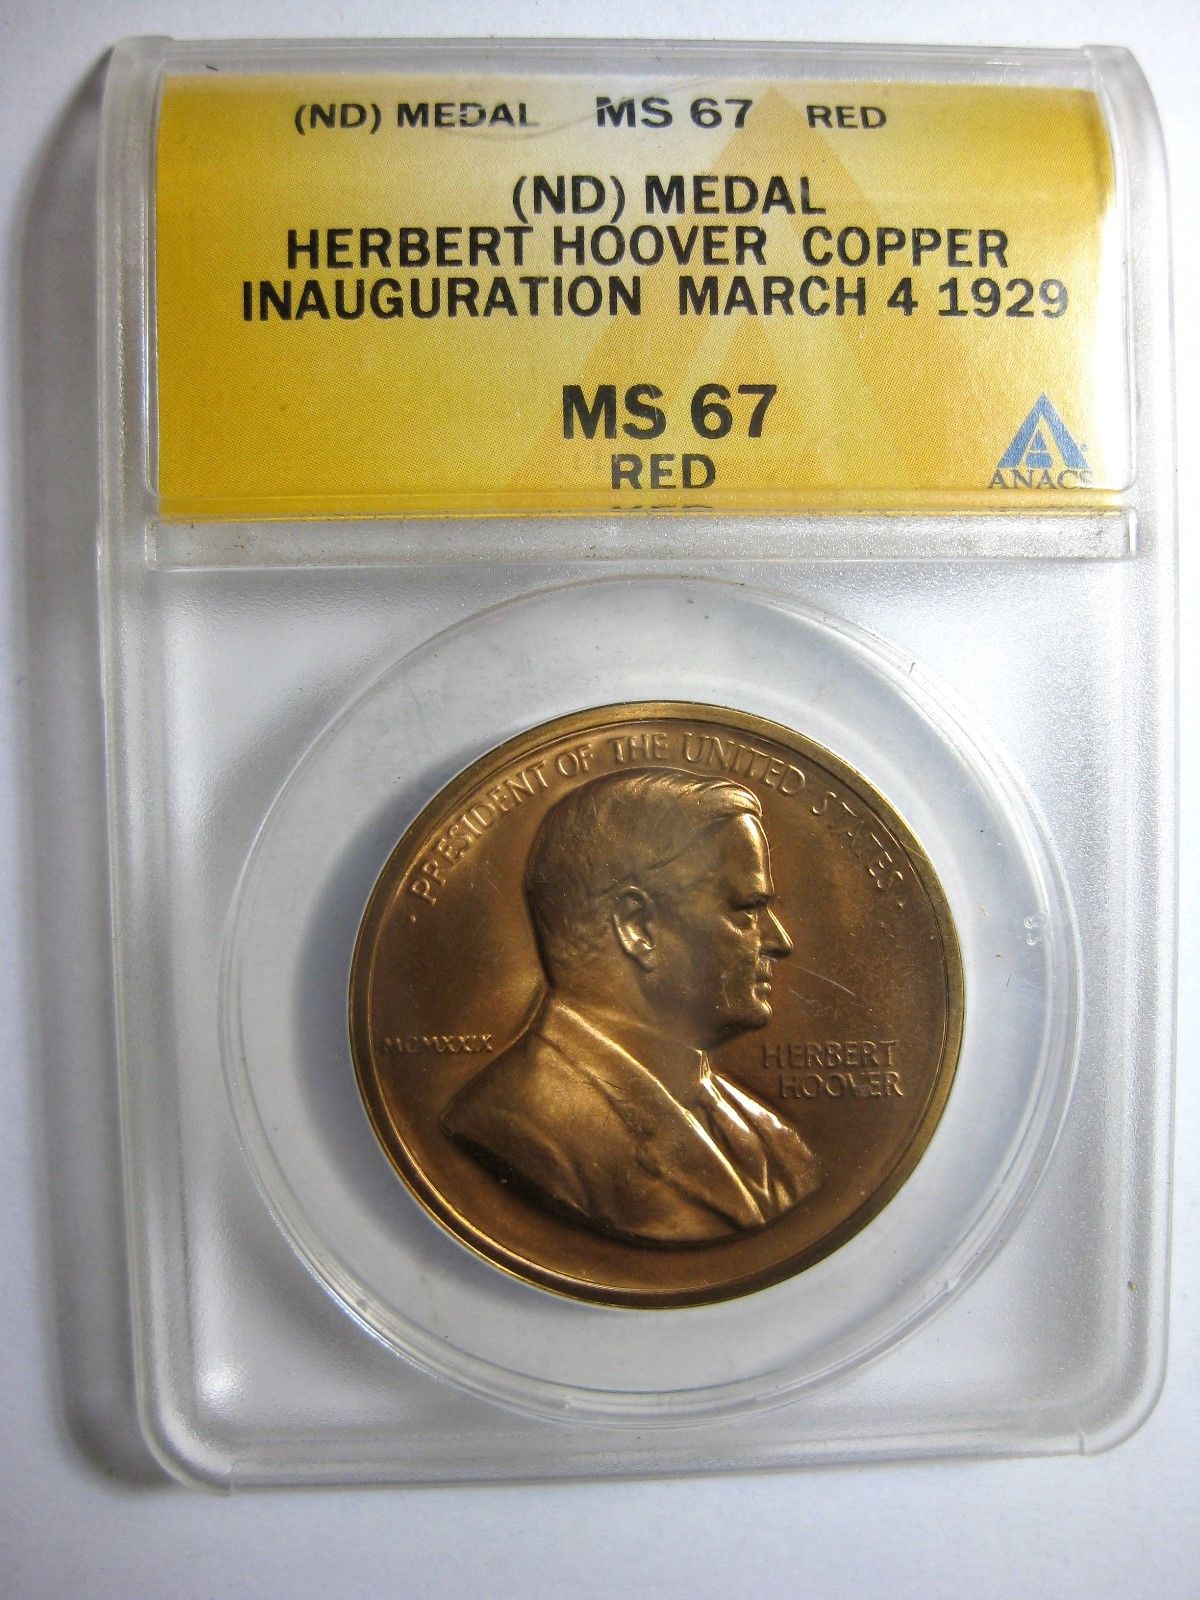 (ND) MEDAL MS 67 RED
(ND) MEDAL
HERBERT HOOVER COPPER
INAUGURATION MARCH 4 1929
MS 67
RED
ANACS
· PRESIDENT OF THE UNITED STATES ·
MCMXXIX
HERBERT
HOOVER